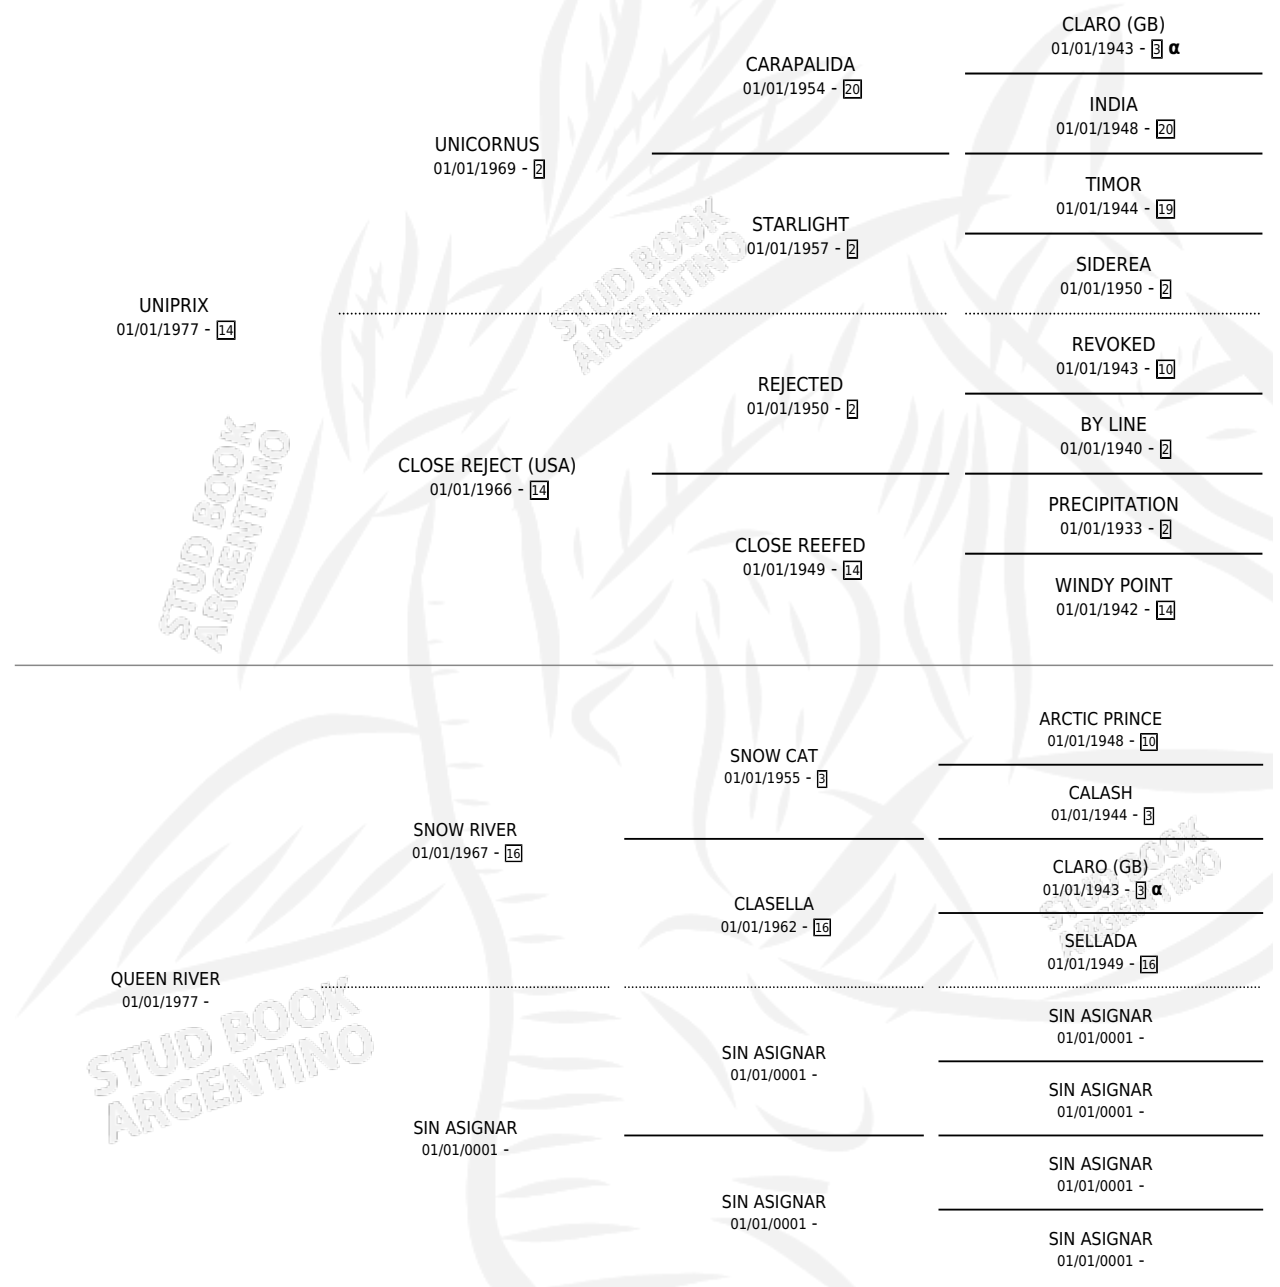 CLARO (GB)
01/01/1943 - 3 α
CARAPALIDA
01/01/1954 - 20
INDIA
01/01/1948 - 20
UNICORNUS
01/01/1969 - 2
TIMOR
01/01/1944 - 19
STARLIGHT
01/01/1957 - 2
SIDEREA
01/01/1950 - 2
STUD BOOK
ARGENTINO
UNIPRIX
01/01/1977 - 14
REVOKED
01/01/1943 - 10
REJECTED
01/01/1950 - 2
BY LINE
01/01/1940 - 2
CLOSE REJECT (USA)
01/01/1966 - 14
PRECIPITATION
01/01/1933 - 2
CLOSE REEFED
01/01/1949 - 14
WINDY POINT
01/01/1942 - 14
STUD BOOK
ARGENTINO
ARCTIC PRINCE
01/01/1948 - 10
SNOW CAT
01/01/1955 - 3
CALASH
01/01/1944 - 3
SNOW RIVER
01/01/1967 - 16
CLARO (GB)
01/01/1943 - 3 α
CLASELLA
01/01/1962 - 16
SELLADA
01/01/1949 - 16
STUD BOOK
ARGENTINO
QUEEN RIVER
01/01/1977 -
SIN ASIGNAR
01/01/0001 -
SIN ASIGNAR
01/01/0001 -
SIN ASIGNAR
01/01/0001 -
STUD BOOK
ARGENTINO
SIN ASIGNAR
01/01/0001 -
SIN ASIGNAR
01/01/0001 -
SIN ASIGNAR
01/01/0001 -
SIN ASIGNAR
01/01/0001 -